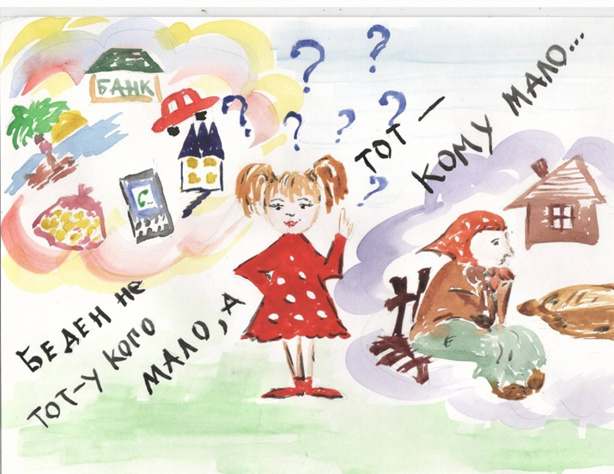 БАНК
БЕДЕН не
ТОТ-У КОГО
МАЛО, А
ТОТ –
КОМУ МАЛО...